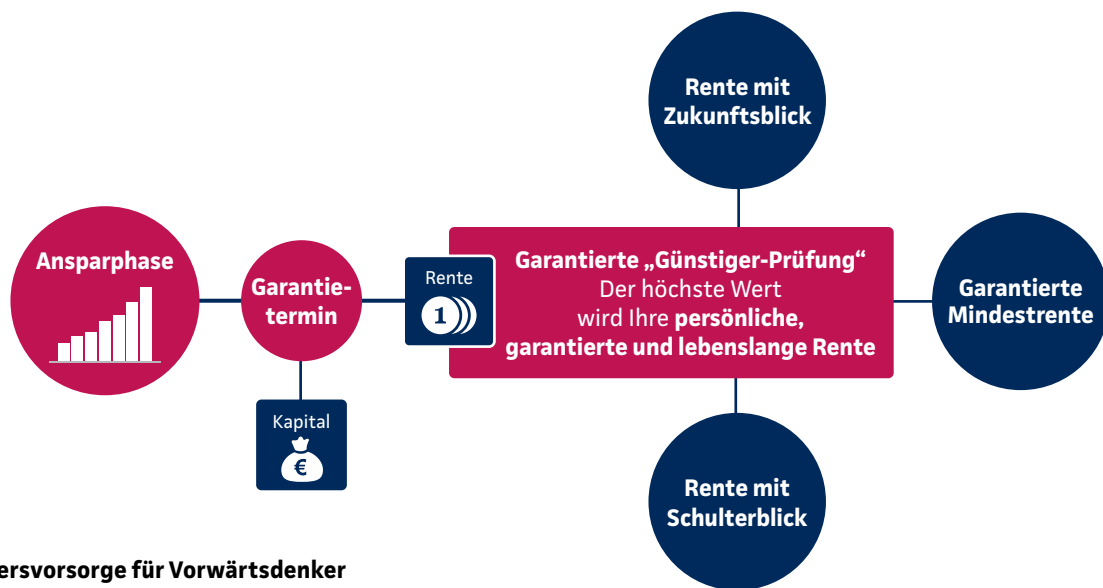 Rente mit
Zukunftsblick
Ansparphase
Garantie-
termin
Rente
1
Garantierte „Günstiger-Prüfung“
Der höchste Wert
wird Ihre persönliche,
garantierte und lebenslange Rente
Garantierte
Mindestrente
Kapital
€
Rente mit
Schulterblick
ersvorsorge für Vorwärtsdenker